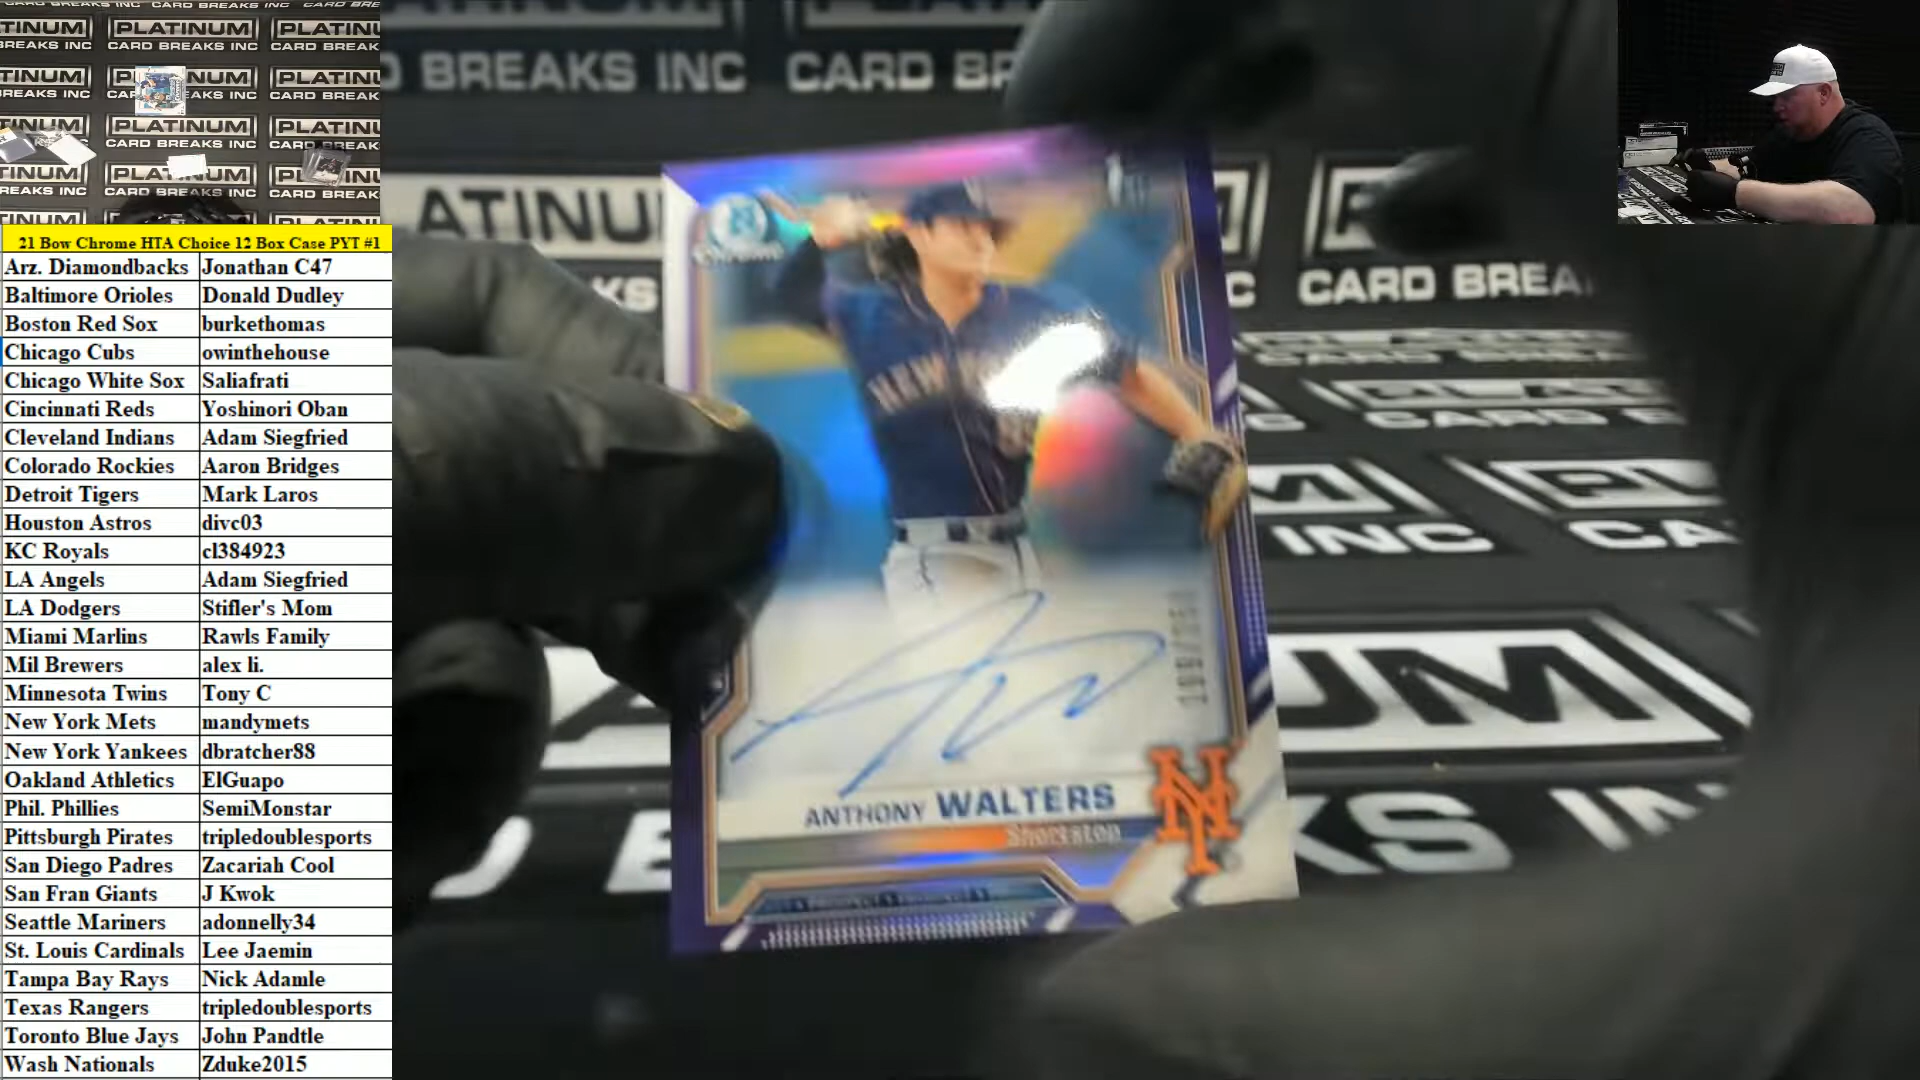 PLATINUM
CARD BREAKS INC
21 Bow Chrome HTA Choice 12 Box Case PYT #1
Arz. Diamondbacks Jonathan C47
Baltimore Orioles Donald Dudley
Boston Red Sox burkethomas
Chicago Cubs owinthehouse
Chicago White Sox Saliafrati
Cincinnati Reds Yoshinori Oban
Cleveland Indians Adam Siegfried
Colorado Rockies Aaron Bridges
Detroit Tigers Mark Laros
Houston Astros divc03
KC Royals cl384923
LA Angels Adam Siegfried
LA Dodgers Stifler's Mom
Miami Marlins Rawls Family
Mil Brewers alex li.
Minnesota Twins Tony C
New York Mets mandymets
New York Yankees dbratcher88
Oakland Athletics ElGuapo
Phil. Phillies SemiMonstar
Pittsburgh Pirates tripledoublesports
San Diego Padres Zacariah Cool
San Fran Giants J Kwok
Seattle Mariners adonnelly34
St. Louis Cardinals Lee Jaemin
Tampa Bay Rays Nick Adamle
Texas Rangers tripledoublesports
Toronto Blue Jays John Pandtle
Wash Nationals Zduke2015
BREAKS INC CARD
Chrome
ANTHONY WALTERS
Shortstop
NY